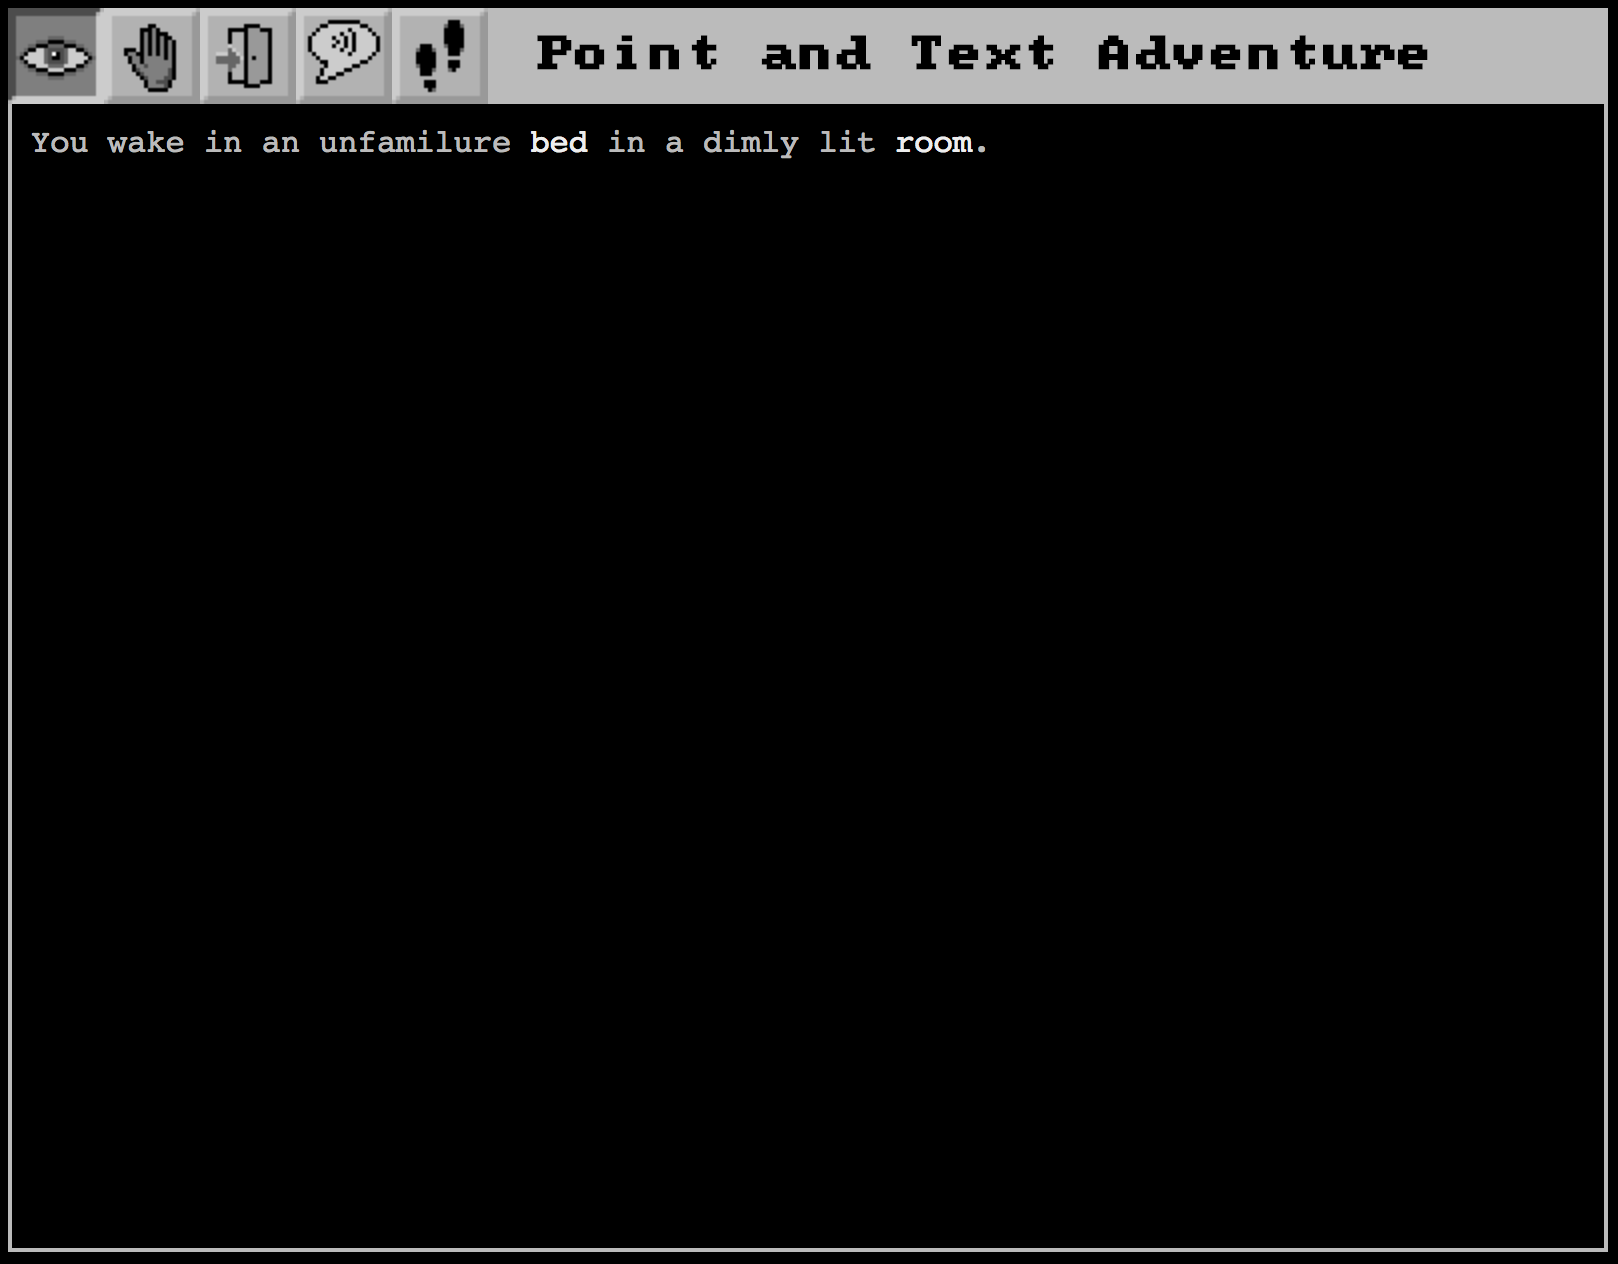 Point and Text Adventure
You wake in an unfamilure bed in a dimly lit room.